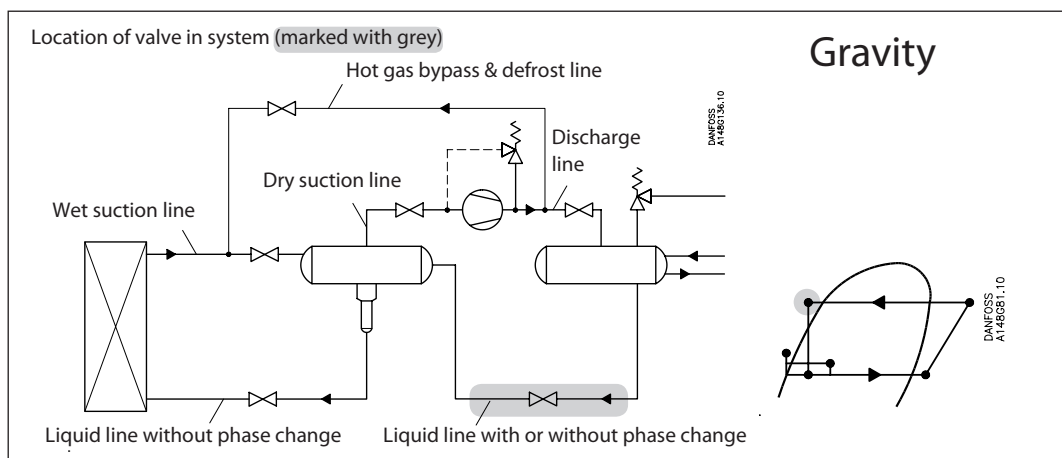 Location of valve in system (marked with grey)
Gravity
Hot gas bypass & defrost line
DANFOSS
A148G136.10
Discharge
line
Dry suction line
Wet suction line
DANFOSS
A148G81.10
Liquid line without phase change
Liquid line with or without phase change